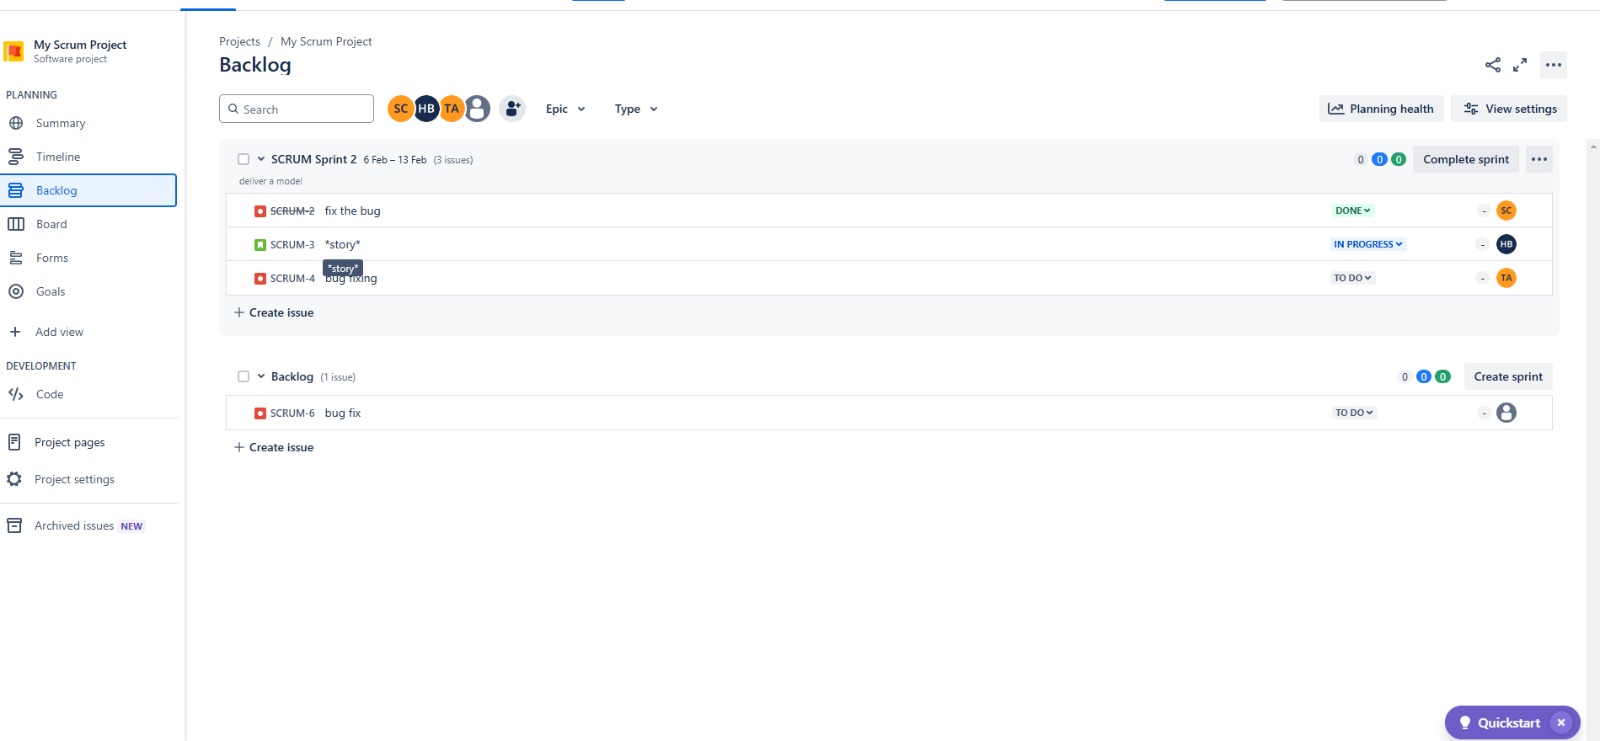 My Scrum Project
Software project
PLANNING
Summary
Timeline
Backlog
Board
Forms
Goals
Add view
DEVELOPMENT
Code
Project pages
Project settings
Archived issues NEW
Projects / My Scrum Project
Backlog
Search SC HB TA Epic Type Planning health View settings
SCRUM Sprint 2 6 Feb – 13 Feb (3 issues) 0 0 0 Complete sprint
deliver a model
SCRUM-2 fix the bug DONE - SC
SCRUM-3 *story* IN PROGRESS - HB
*story*
SCRUM-4 bug fixing TO DO - TA
Create issue
Backlog (1 issue) 0 0 0 Create sprint
SCRUM-6 bug fix TO DO -
Create issue
Quickstart